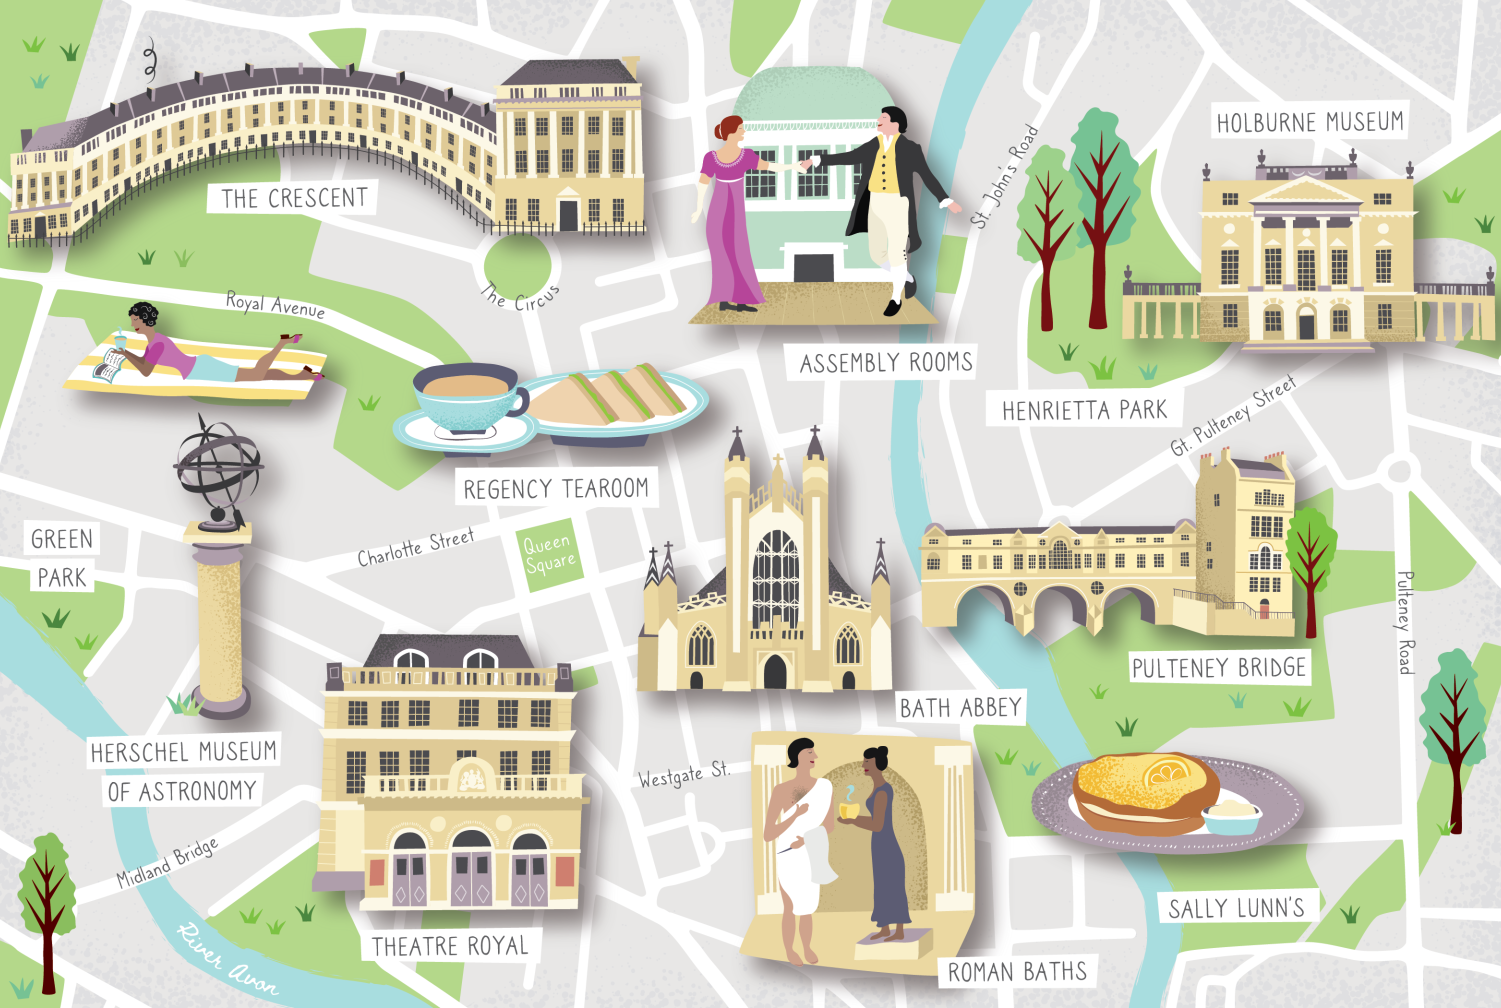 HOLBURNE MUSEUM
St. John's Road
THE CRESCENT
Royal Avenue
The Circus
ASSEMBLY ROOMS
HENRIETTA PARK
Gt. Pulteney Street
REGENCY TEAROOM
GREEN
PARK
Charlotte Street
Queen
Square
Pulteney Road
PULTENEY BRIDGE
BATH ABBEY
HERSCHEL MUSEUM
OF ASTRONOMY
Westgate St.
Midland Bridge
SALLY LUNN'S
River Avon
THEATRE ROYAL
ROMAN BATHS